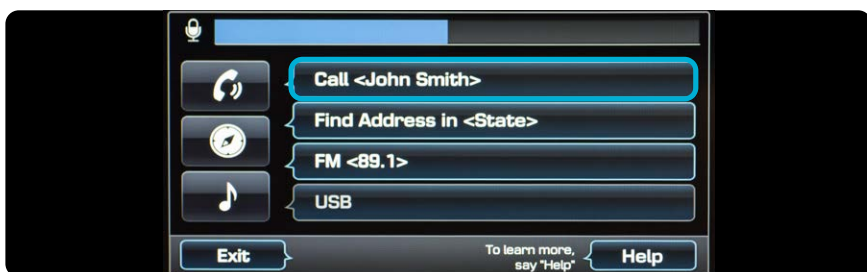 Call <John Smith>
Find Address in <State>
FM <89.1>
USB
Exit
To learn more,
say "Help"
Help